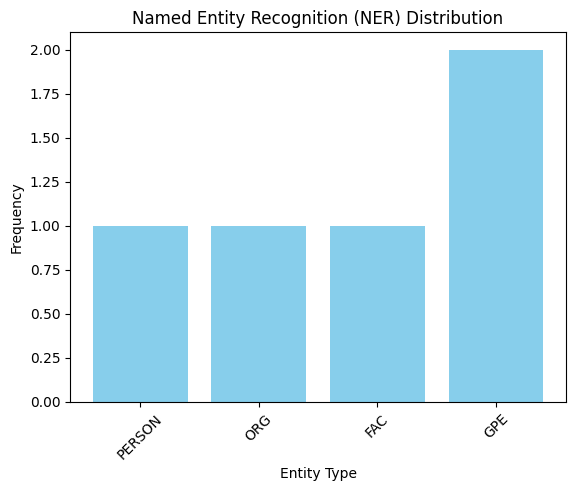 Named Entity Recognition (NER) Distribution
Frequency
2.00
1.75
1.50
1.25
1.00
0.75
0.50
0.25
0.00
PERSON
ORG
FAC
GPE
Entity Type